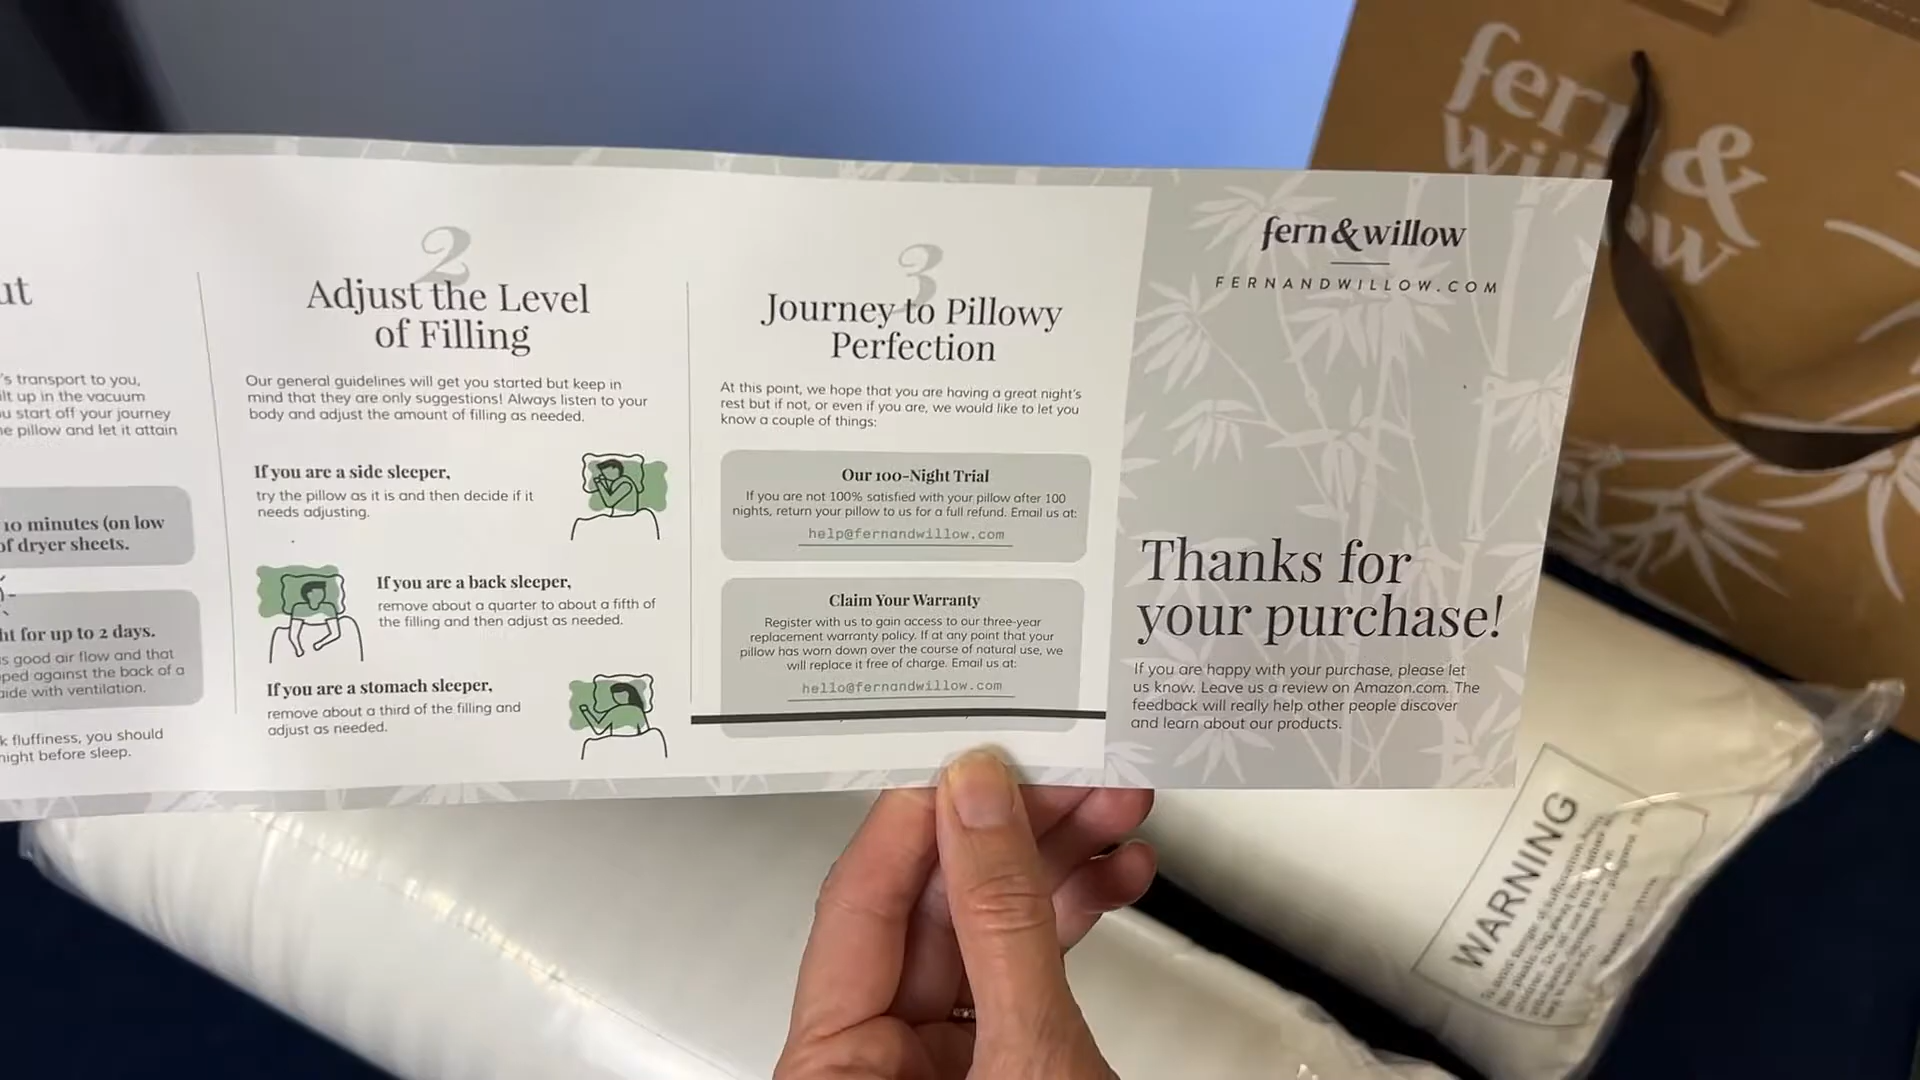 ut
's transport to you,
ilt up in the vacuum
u start off your journey
he pillow and let it attain
10 minutes (on low
of dryer sheets.
ht for up to 2 days.
s good air flow and that
ped against the back of a
aide with ventilation.
k fluffiness, you should
night before sleep.
2
Adjust the Level
of Filling
Our general guidelines will get you started but keep in
mind that they are only suggestions! Always listen to your
body and adjust the amount of filling as needed.
If you are a side sleeper,
try the pillow as it is and then decide if it
needs adjusting.
If you are a back sleeper,
remove about a quarter to about a fifth of
the filling and then adjust as needed.
If you are a stomach sleeper,
remove about a third of the filling and
adjust as needed.
3
Journey to Pillowy
Perfection
At this point, we hope that you are having a great night's
rest but if not, or even if you are, we would like to let you
know a couple of things:
Our 100-Night Trial
If you are not 100% satisfied with your pillow after 100
nights, return your pillow to us for a full refund. Email us at:
help@fernandwillow.com
Claim Your Warranty
Register with us to gain access to our three-year
replacement warranty policy. If at any point that your
pillow has worn down over the course of natural use, we
will replace it free of charge. Email us at:
hello@fernandwillow.com
fern&willow
FERNANDWILLOW.COM
Thanks for
your purchase!
If you are happy with your purchase, please let
us know. Leave us a review on Amazon.com. The
feedback will really help other people discover
and learn about our products.
fern &
willow
WARNING